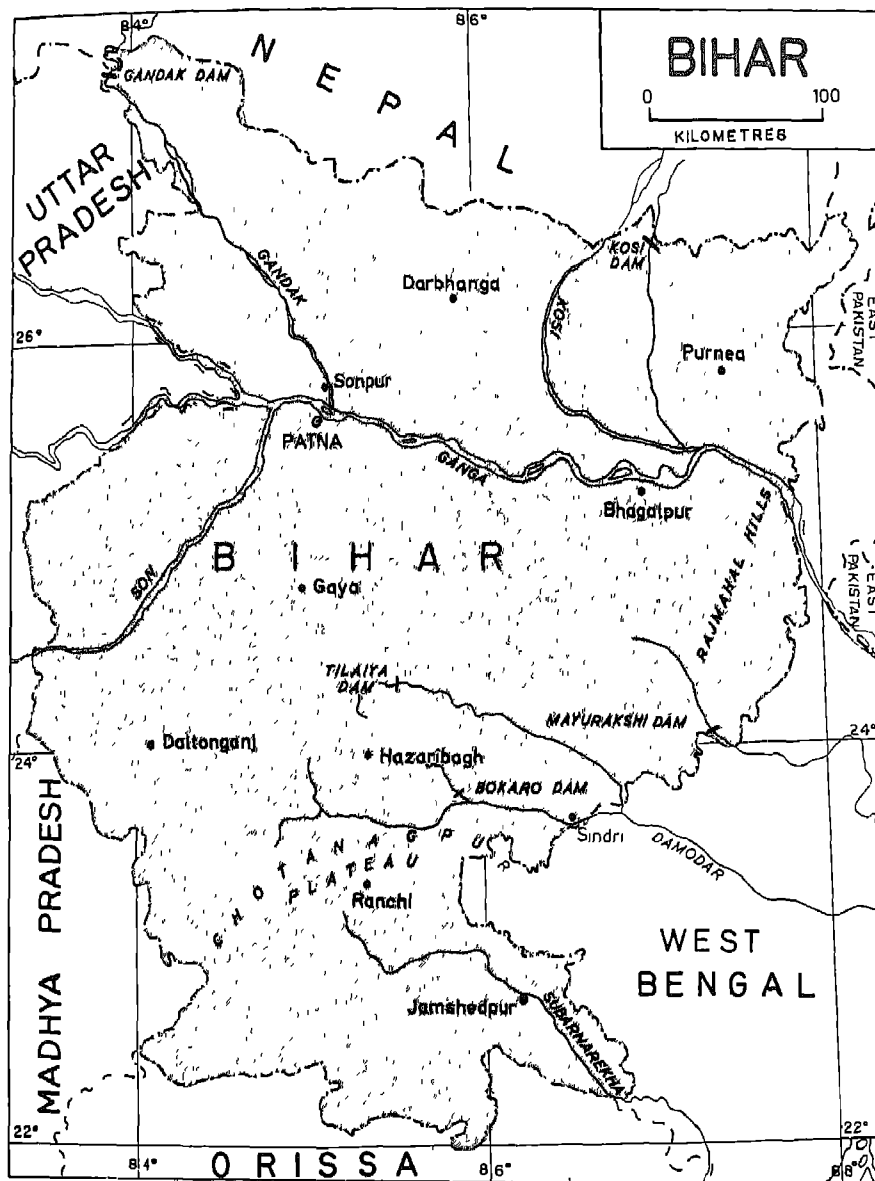 84°
86°
BIHAR
0 100
KILOMETRES
NEPAL
GANDAK DAM
UTTAR
PRADESH
GANDAK
Darbhanga
KOSI
DAM
KOSI
EAST
PAKISTAN
26°
Purnea
Sonpur
PATNA
GANGA
Bhagalpur
RAJMAHAL HILLS
BIHAR
SON
Gaya
EAST
PAKISTAN
TILAIYA
DAM
MAYURAKSHI DAM
24°
24°
Daltonganj
Hazaribagh
BOKARO DAM
Sindri
DAMODAR
CHOTANAGPUR
PLATEAU
Ranchi
MADHYA PRADESH
WEST
BENGAL
Jamshedpur
SUBARNAREKHA
22°
22°
84°
ORISSA
86°
88°